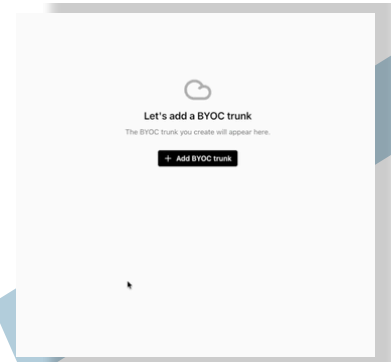 Let's add a BYOC trunk
The BYOC trunk you create will appear here.
+ Add BYOC trunk